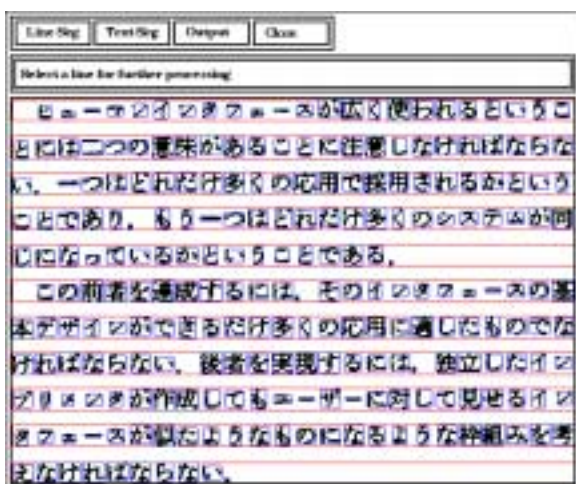 Line Seg Text Seg Output Close
Select a line for further processing
ヒューマンインタフェースが広く使われるというこ
とには二つの意味があることに注意しなければならな
い．一つはどれだけ多くの応用で採用されるかという
ことであり，もう一つはどれだけ多くのシステムが同
じになっているかということである．
この前者を達成するには，そのインタフェースの基
本デザインができるだけ多くの応用に適したものでな
ければならない．後者を実現するには，独立したイン
プリメンタが作成してもユーザーに対して見せるイン
タフェースが似たようなものになるような枠組みを考
えなければならない．